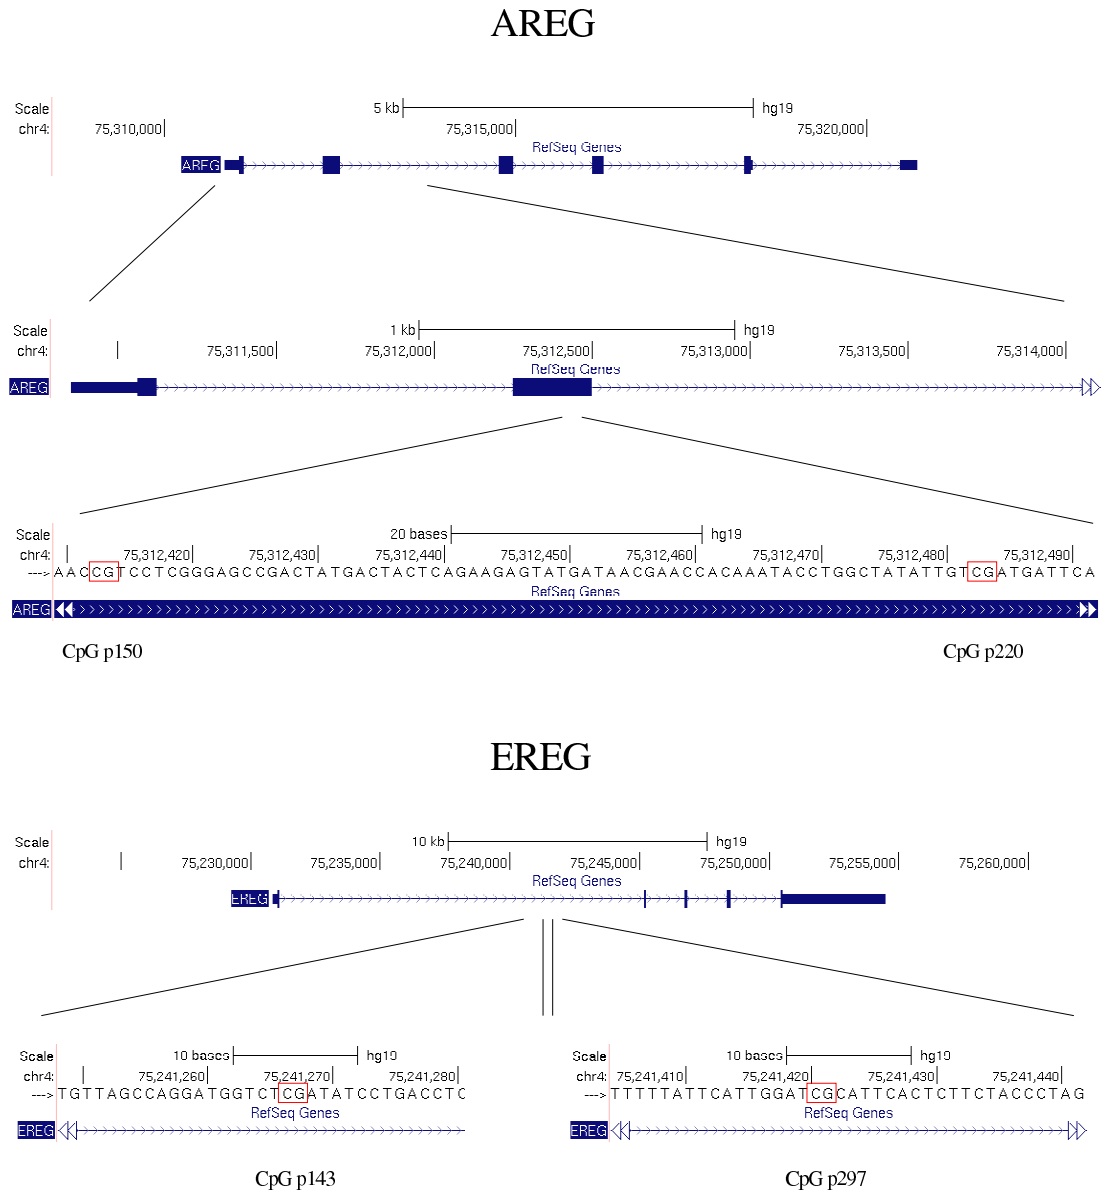 AREG
Scale 5 kb hg19
chr4: 75,310,000 75,315,000 75,320,000
RefSeq Genes
AREG
Scale 1 kb hg19
chr4: 75,311,500 75,312,000 75,312,500 75,313,000 75,313,500 75,314,000
RefSeq Genes
AREG
Scale 20 bases hg19
chr4: 75,312,420 75,312,430 75,312,440 75,312,450 75,312,460 75,312,470 75,312,480 75,312,490
---> AACCGTCCTCGGGAGCCGACTATGACTACTCAGAAGAGTATGATAACGAACCACAAATACCTGGCTATATTGTCGATGATTCA
RefSeq Genes
AREG
CpG p150 CpG p220
EREG
Scale 10 kb hg19
chr4: 75,230,000 75,235,000 75,240,000 75,245,000 75,250,000 75,255,000 75,260,000
RefSeq Genes
EREG
Scale 10 bases hg19
chr4: 75,241,260 75,241,270 75,241,280
---> TGTTAGCCAGGATGGTCTCGATATCCTGACCTC
RefSeq Genes
EREG
CpG p143
Scale 10 bases hg19
chr4: 75,241,410 75,241,420 75,241,430 75,241,440
---> TTTTTATTCATTGGATCGCATTCACTCTTCTACCCTAG
RefSeq Genes
EREG
CpG p297